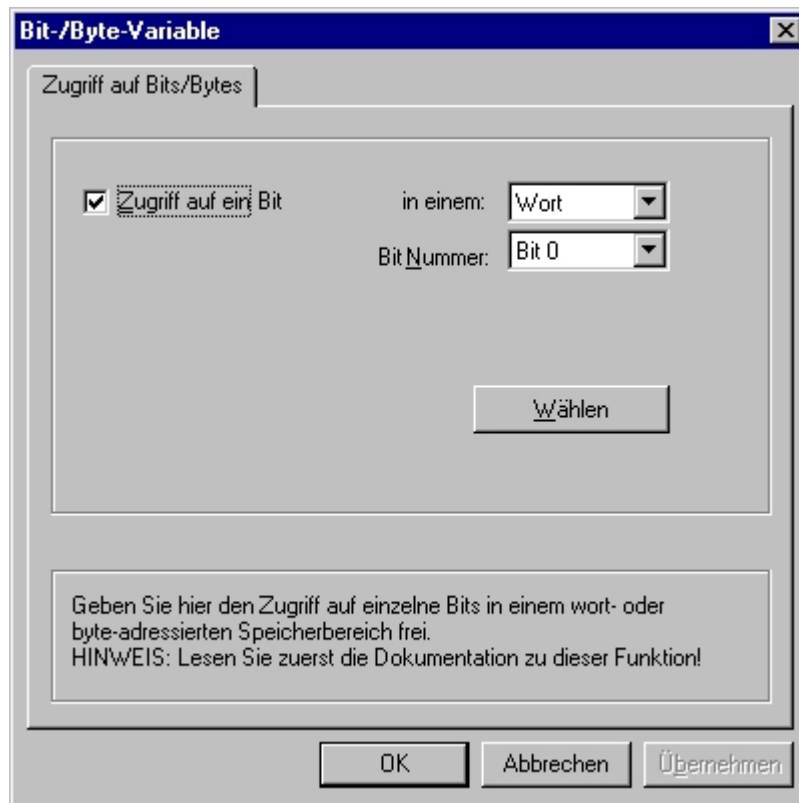 Bit-/Byte-Variable
Zugriff auf Bits/Bytes
Zugriff auf ein Bit in einem: Wort
Bit Nummer: Bit 0
Wählen
Geben Sie hier den Zugriff auf einzelne Bits in einem wort- oder
byte-adressierten Speicherbereich frei.
HINWEIS: Lesen Sie zuerst die Dokumentation zu dieser Funktion!
OK Abbrechen Übernehmen